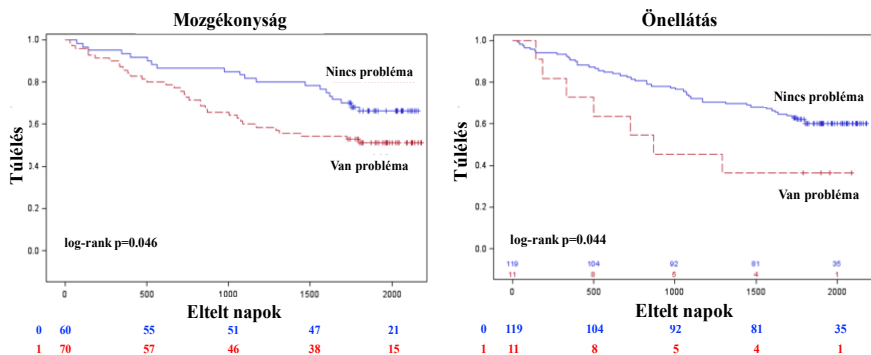 Mozgékonyság
Túlélés
1.0
0.8
0.6
0.4
0.2
0.0
Nincs probléma
Van probléma
log-rank p=0.046
0 500 1000 1500 2000
Eltelt napok
0 60 55 51 47 21
1 70 57 46 38 15
Önellátás
Túlélés
1.0
0.8
0.6
0.4
0.2
0.0
Nincs probléma
Van probléma
log-rank p=0.044
119 104 92 81 35
11 8 5 4 1
0 500 1000 1500 2000
Eltelt napok
0 119 104 92 81 35
1 11 8 5 4 1